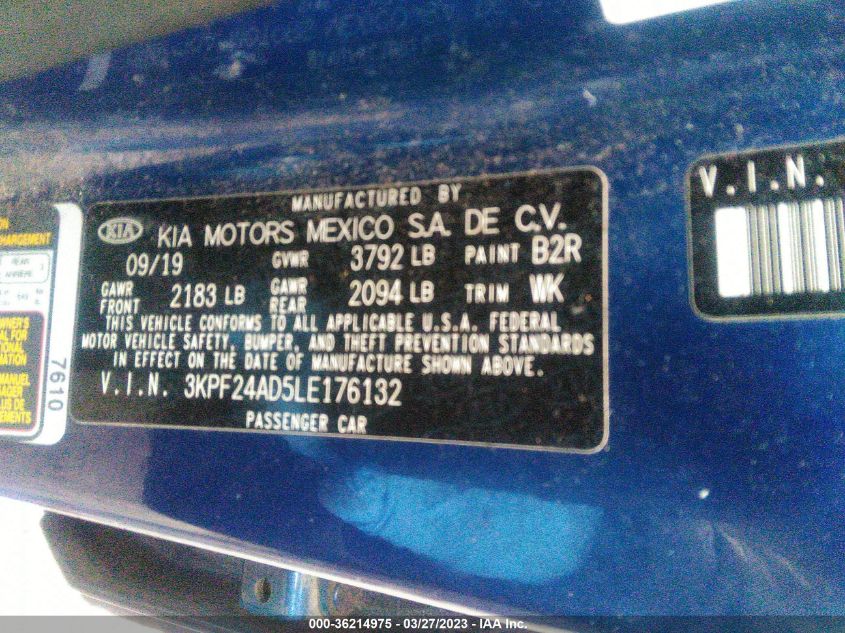 MANUFACTURED BY
KIA KIA MOTORS MEXICO S.A. DE C.V.
09/19 GVWR 3792 LB PAINT B2R
GAWR FRONT 2183 LB GAWR REAR 2094 LB TRIM WK
THIS VEHICLE CONFORMS TO ALL APPLICABLE U.S.A. FEDERAL
MOTOR VEHICLE SAFETY, BUMPER, AND THEFT PREVENTION STANDARDS
IN EFFECT ON THE DATE OF MANUFACTURE SHOWN ABOVE.
V.I.N. 3KPF24AD5LE176132
PASSENGER CAR
V.I.N.
7610
000-36214975 - 03/27/2023 - IAA Inc.